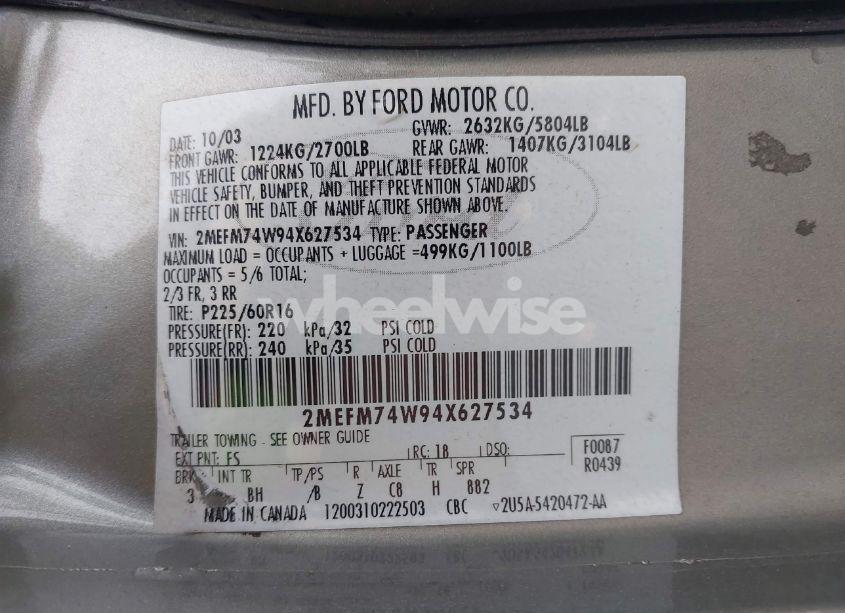 MFD. BY FORD MOTOR CO.
DATE: 10/03 GVWR: 2632KG/5804LB
FRONT GAWR: 1224KG/2700LB REAR GAWR: 1407KG/3104LB
THIS VEHICLE CONFORMS TO ALL APPLICABLE FEDERAL MOTOR
VEHICLE SAFETY, BUMPER, AND THEFT PREVENTION STANDARDS
IN EFFECT ON THE DATE OF MANUFACTURE SHOWN ABOVE.
VIN: 2MEFM74W94X627534 TYPE: PASSENGER
MAXIMUM LOAD = OCCUPANTS + LUGGAGE =499KG/1100LB
OCCUPANTS = 5/6 TOTAL;
2/3 FR, 3 RR
wheelwise
TIRE: P225/60R16
PRESSURE(FR): 220 kPa/32 PSI COLD
PRESSURE(RR): 240 kPa/35 PSI COLD
2MEFM74W94X627534
TRAILER TOWING - SEE OWNER GUIDE
EXT PNT: FS RC: 18 DSO: F0087
R0439
BRK INT TR TP/PS R AXLE TR SPR
3 BH /B Z C8 H BB2
MADE IN CANADA 1200310222503 CBC ▽2U5A-5420472-AA